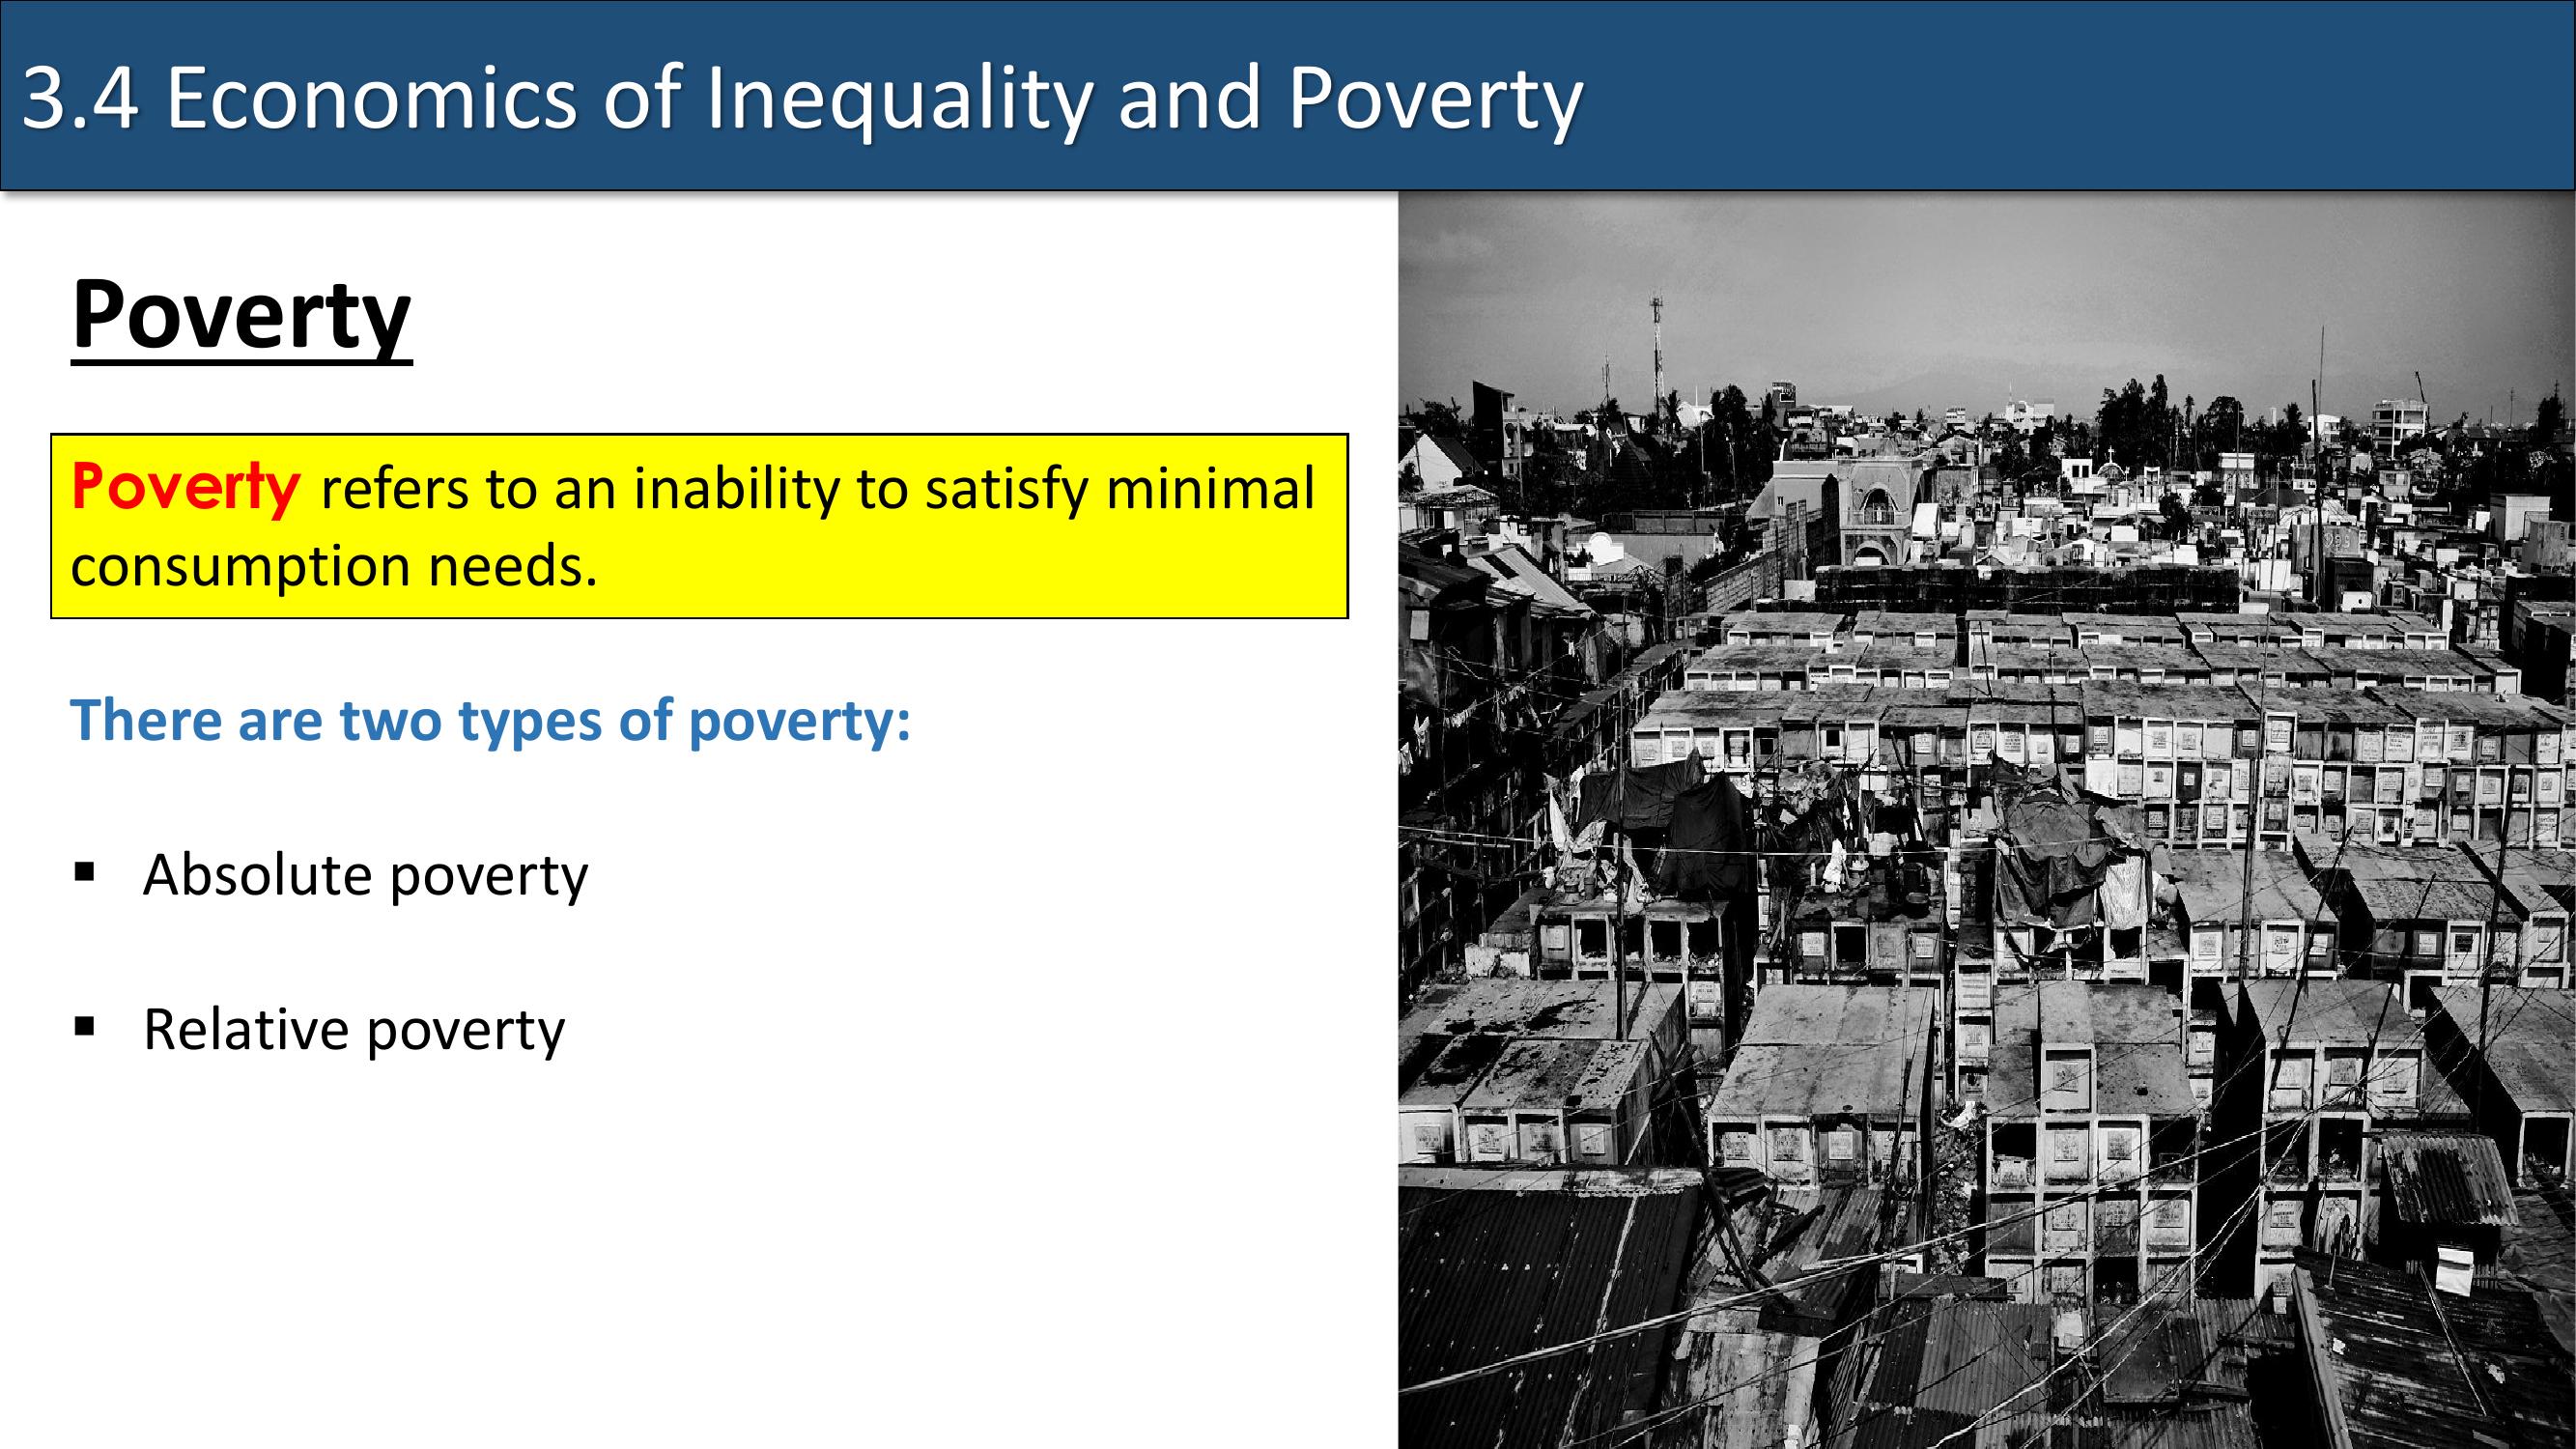 3.4 Economics of Inequality and Poverty
Poverty
Poverty refers to an inability to satisfy minimal
consumption needs.
There are two types of poverty:
▪ Absolute poverty
▪ Relative poverty